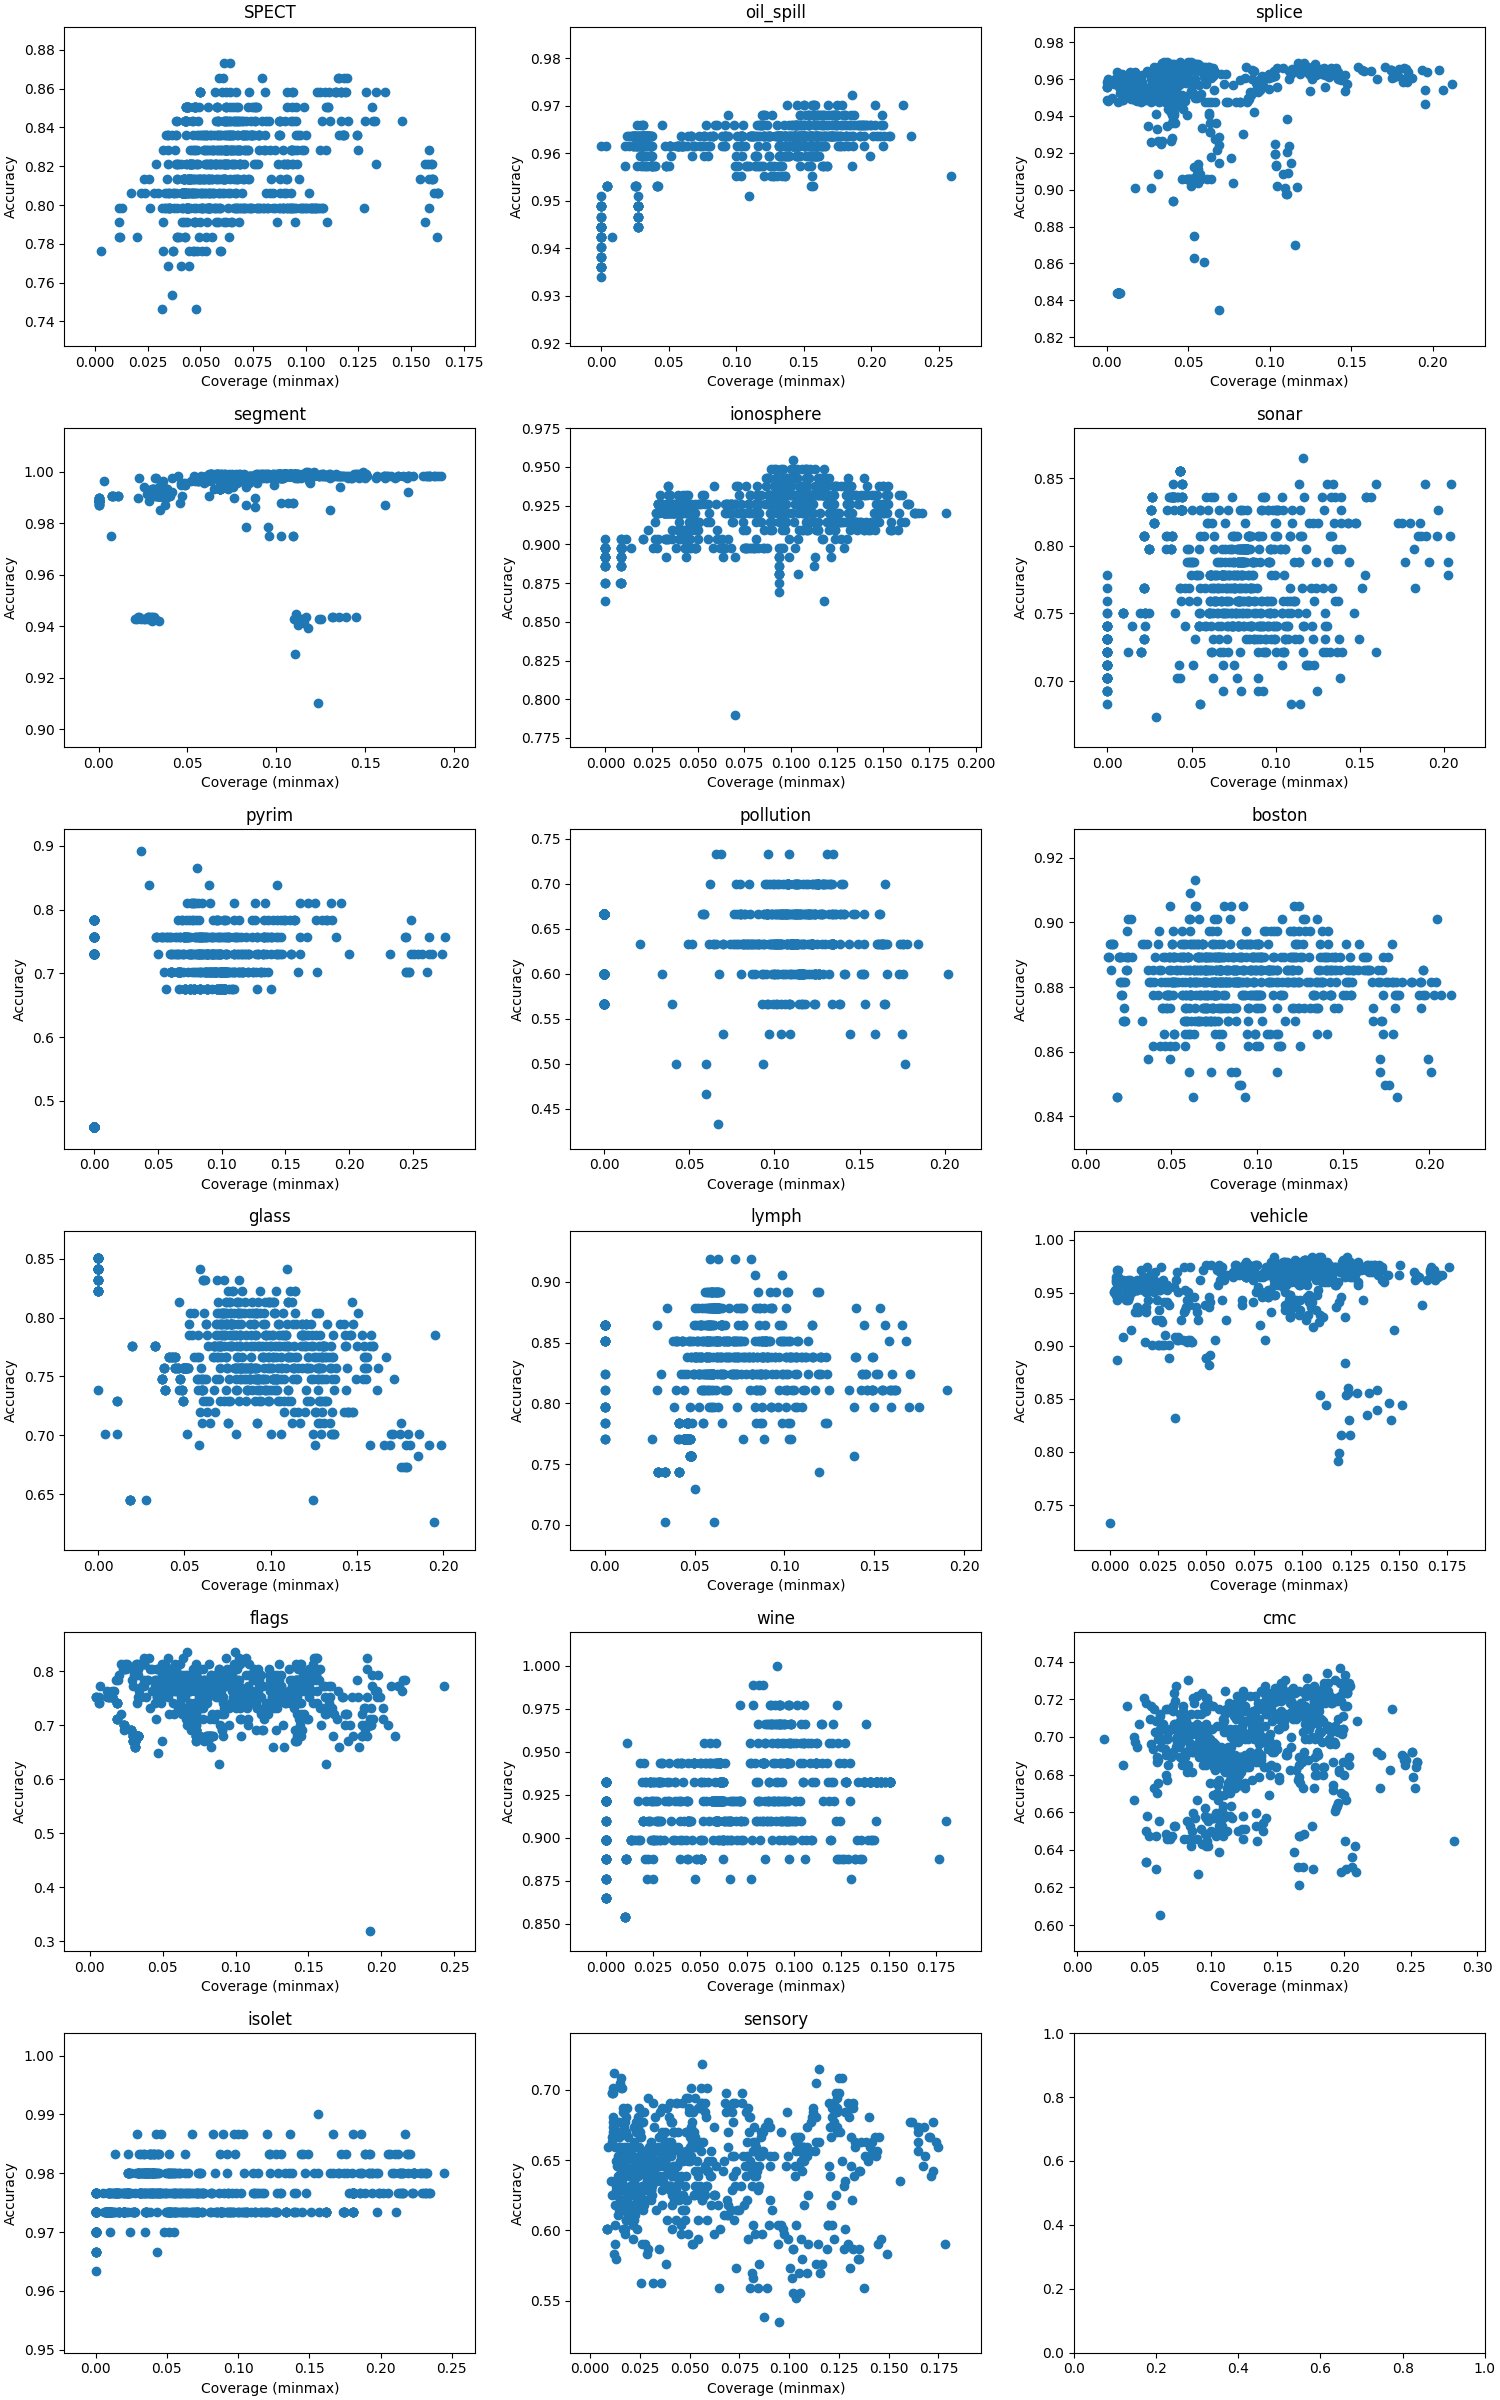 SPECT
0.88
0.86
0.84
0.82
0.80
0.78
0.76
0.74
Accuracy
0.000 0.025 0.050 0.075 0.100 0.125 0.150 0.175
Coverage (minmax)
oil_spill
0.98
0.97
0.96
0.95
0.94
0.93
0.92
Accuracy
0.00 0.05 0.10 0.15 0.20 0.25
Coverage (minmax)
splice
0.98
0.96
0.94
0.92
0.90
0.88
0.86
0.84
0.82
Accuracy
0.00 0.05 0.10 0.15 0.20
Coverage (minmax)
segment
1.00
0.98
0.96
0.94
0.92
0.90
Accuracy
0.00 0.05 0.10 0.15 0.20
Coverage (minmax)
ionosphere
0.975
0.950
0.925
0.900
0.875
0.850
0.825
0.800
0.775
Accuracy
0.000 0.025 0.050 0.075 0.100 0.125 0.150 0.175 0.200
Coverage (minmax)
sonar
0.85
0.80
0.75
0.70
Accuracy
0.00 0.05 0.10 0.15 0.20
Coverage (minmax)
pyrim
0.9
0.8
0.7
0.6
0.5
Accuracy
0.00 0.05 0.10 0.15 0.20 0.25
Coverage (minmax)
pollution
0.75
0.70
0.65
0.60
0.55
0.50
0.45
Accuracy
0.00 0.05 0.10 0.15 0.20
Coverage (minmax)
boston
0.92
0.90
0.88
0.86
0.84
Accuracy
0.00 0.05 0.10 0.15 0.20
Coverage (minmax)
glass
0.85
0.80
0.75
0.70
0.65
Accuracy
0.00 0.05 0.10 0.15 0.20
Coverage (minmax)
lymph
0.90
0.85
0.80
0.75
0.70
Accuracy
0.00 0.05 0.10 0.15 0.20
Coverage (minmax)
vehicle
1.00
0.95
0.90
0.85
0.80
0.75
Accuracy
0.000 0.025 0.050 0.075 0.100 0.125 0.150 0.175
Coverage (minmax)
flags
0.8
0.7
0.6
0.5
0.4
0.3
Accuracy
0.00 0.05 0.10 0.15 0.20 0.25
Coverage (minmax)
wine
1.000
0.975
0.950
0.925
0.900
0.875
0.850
Accuracy
0.000 0.025 0.050 0.075 0.100 0.125 0.150 0.175
Coverage (minmax)
cmc
0.74
0.72
0.70
0.68
0.66
0.64
0.62
0.60
Accuracy
0.00 0.05 0.10 0.15 0.20 0.25 0.30
Coverage (minmax)
isolet
1.00
0.99
0.98
0.97
0.96
0.95
Accuracy
0.00 0.05 0.10 0.15 0.20 0.25
Coverage (minmax)
sensory
0.70
0.65
0.60
0.55
Accuracy
0.000 0.025 0.050 0.075 0.100 0.125 0.150 0.175
Coverage (minmax)
1.0
0.8
0.6
0.4
0.2
0.0
0.0 0.2 0.4 0.6 0.8 1.0